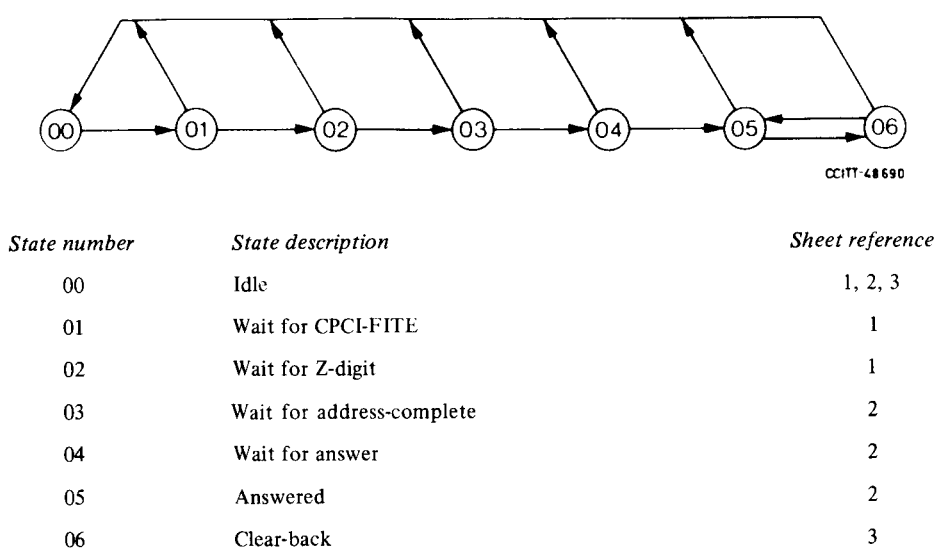 00 01 02 03 04 05 06
CCITT-48690
State number State description Sheet reference
00 Idle 1, 2, 3
01 Wait for CPCI-FITE 1
02 Wait for Z-digit 1
03 Wait for address-complete 2
04 Wait for answer 2
05 Answered 2
06 Clear-back 3